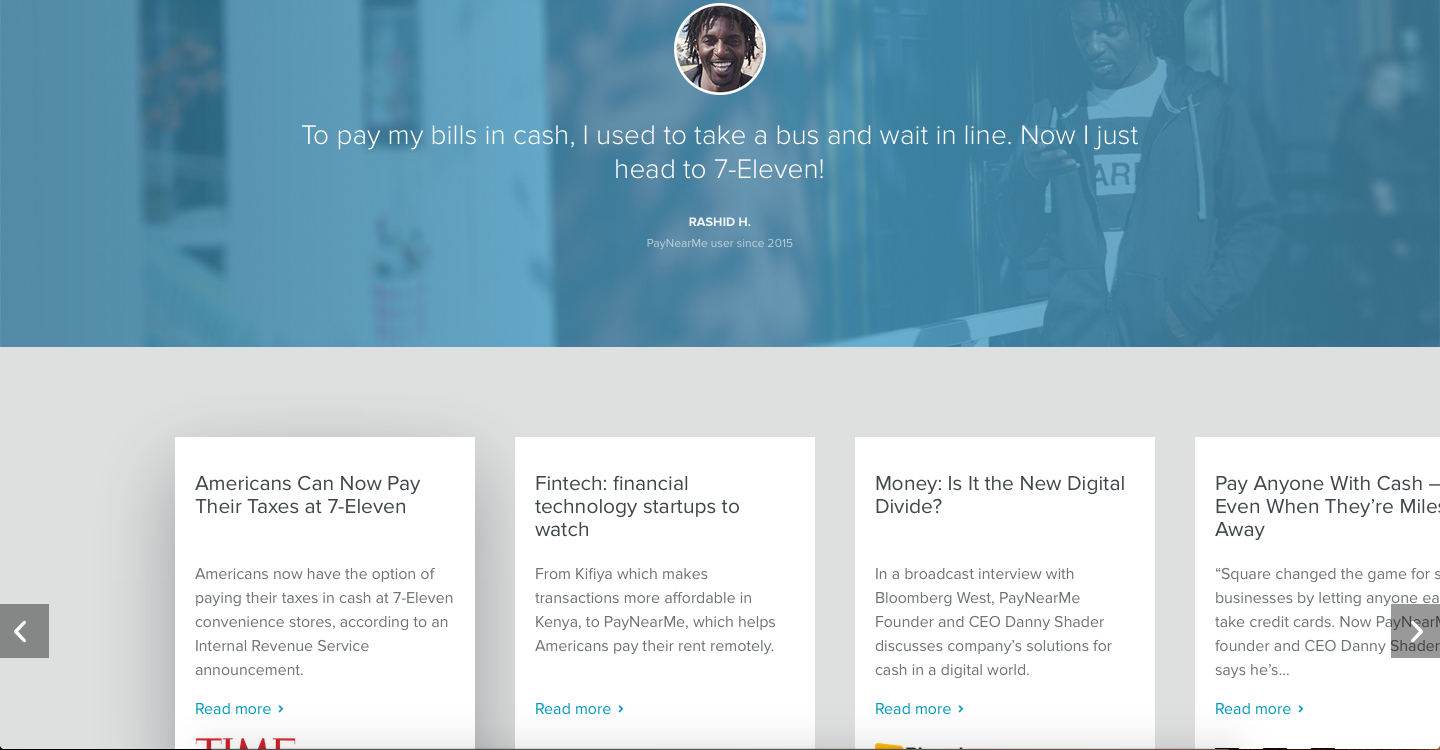 To pay my bills in cash, I used to take a bus and wait in line. Now I just
head to 7-Eleven!
RASHID H.
PayNearMe user since 2015
Americans Can Now Pay
Their Taxes at 7-Eleven
Americans now have the option of
paying their taxes in cash at 7-Eleven
convenience stores, according to an
Internal Revenue Service
announcement.
Read more
TIME
Fintech: financial
technology startups to
watch
From Kifiya which makes
transactions more affordable in
Kenya, to PayNearMe, which helps
Americans pay their rent remotely.
Read more
Money: Is It the New Digital
Divide?
In a broadcast interview with
Bloomberg West, PayNearMe
Founder and CEO Danny Shader
discusses company's solutions for
cash in a digital world.
Read more
Pay Anyone With Cash –
Even When They're Miles
Away
“Square changed the game for
businesses by letting anyone
take credit cards. Now PayNearMe
founder and CEO Danny Shader
says he's...
Read more